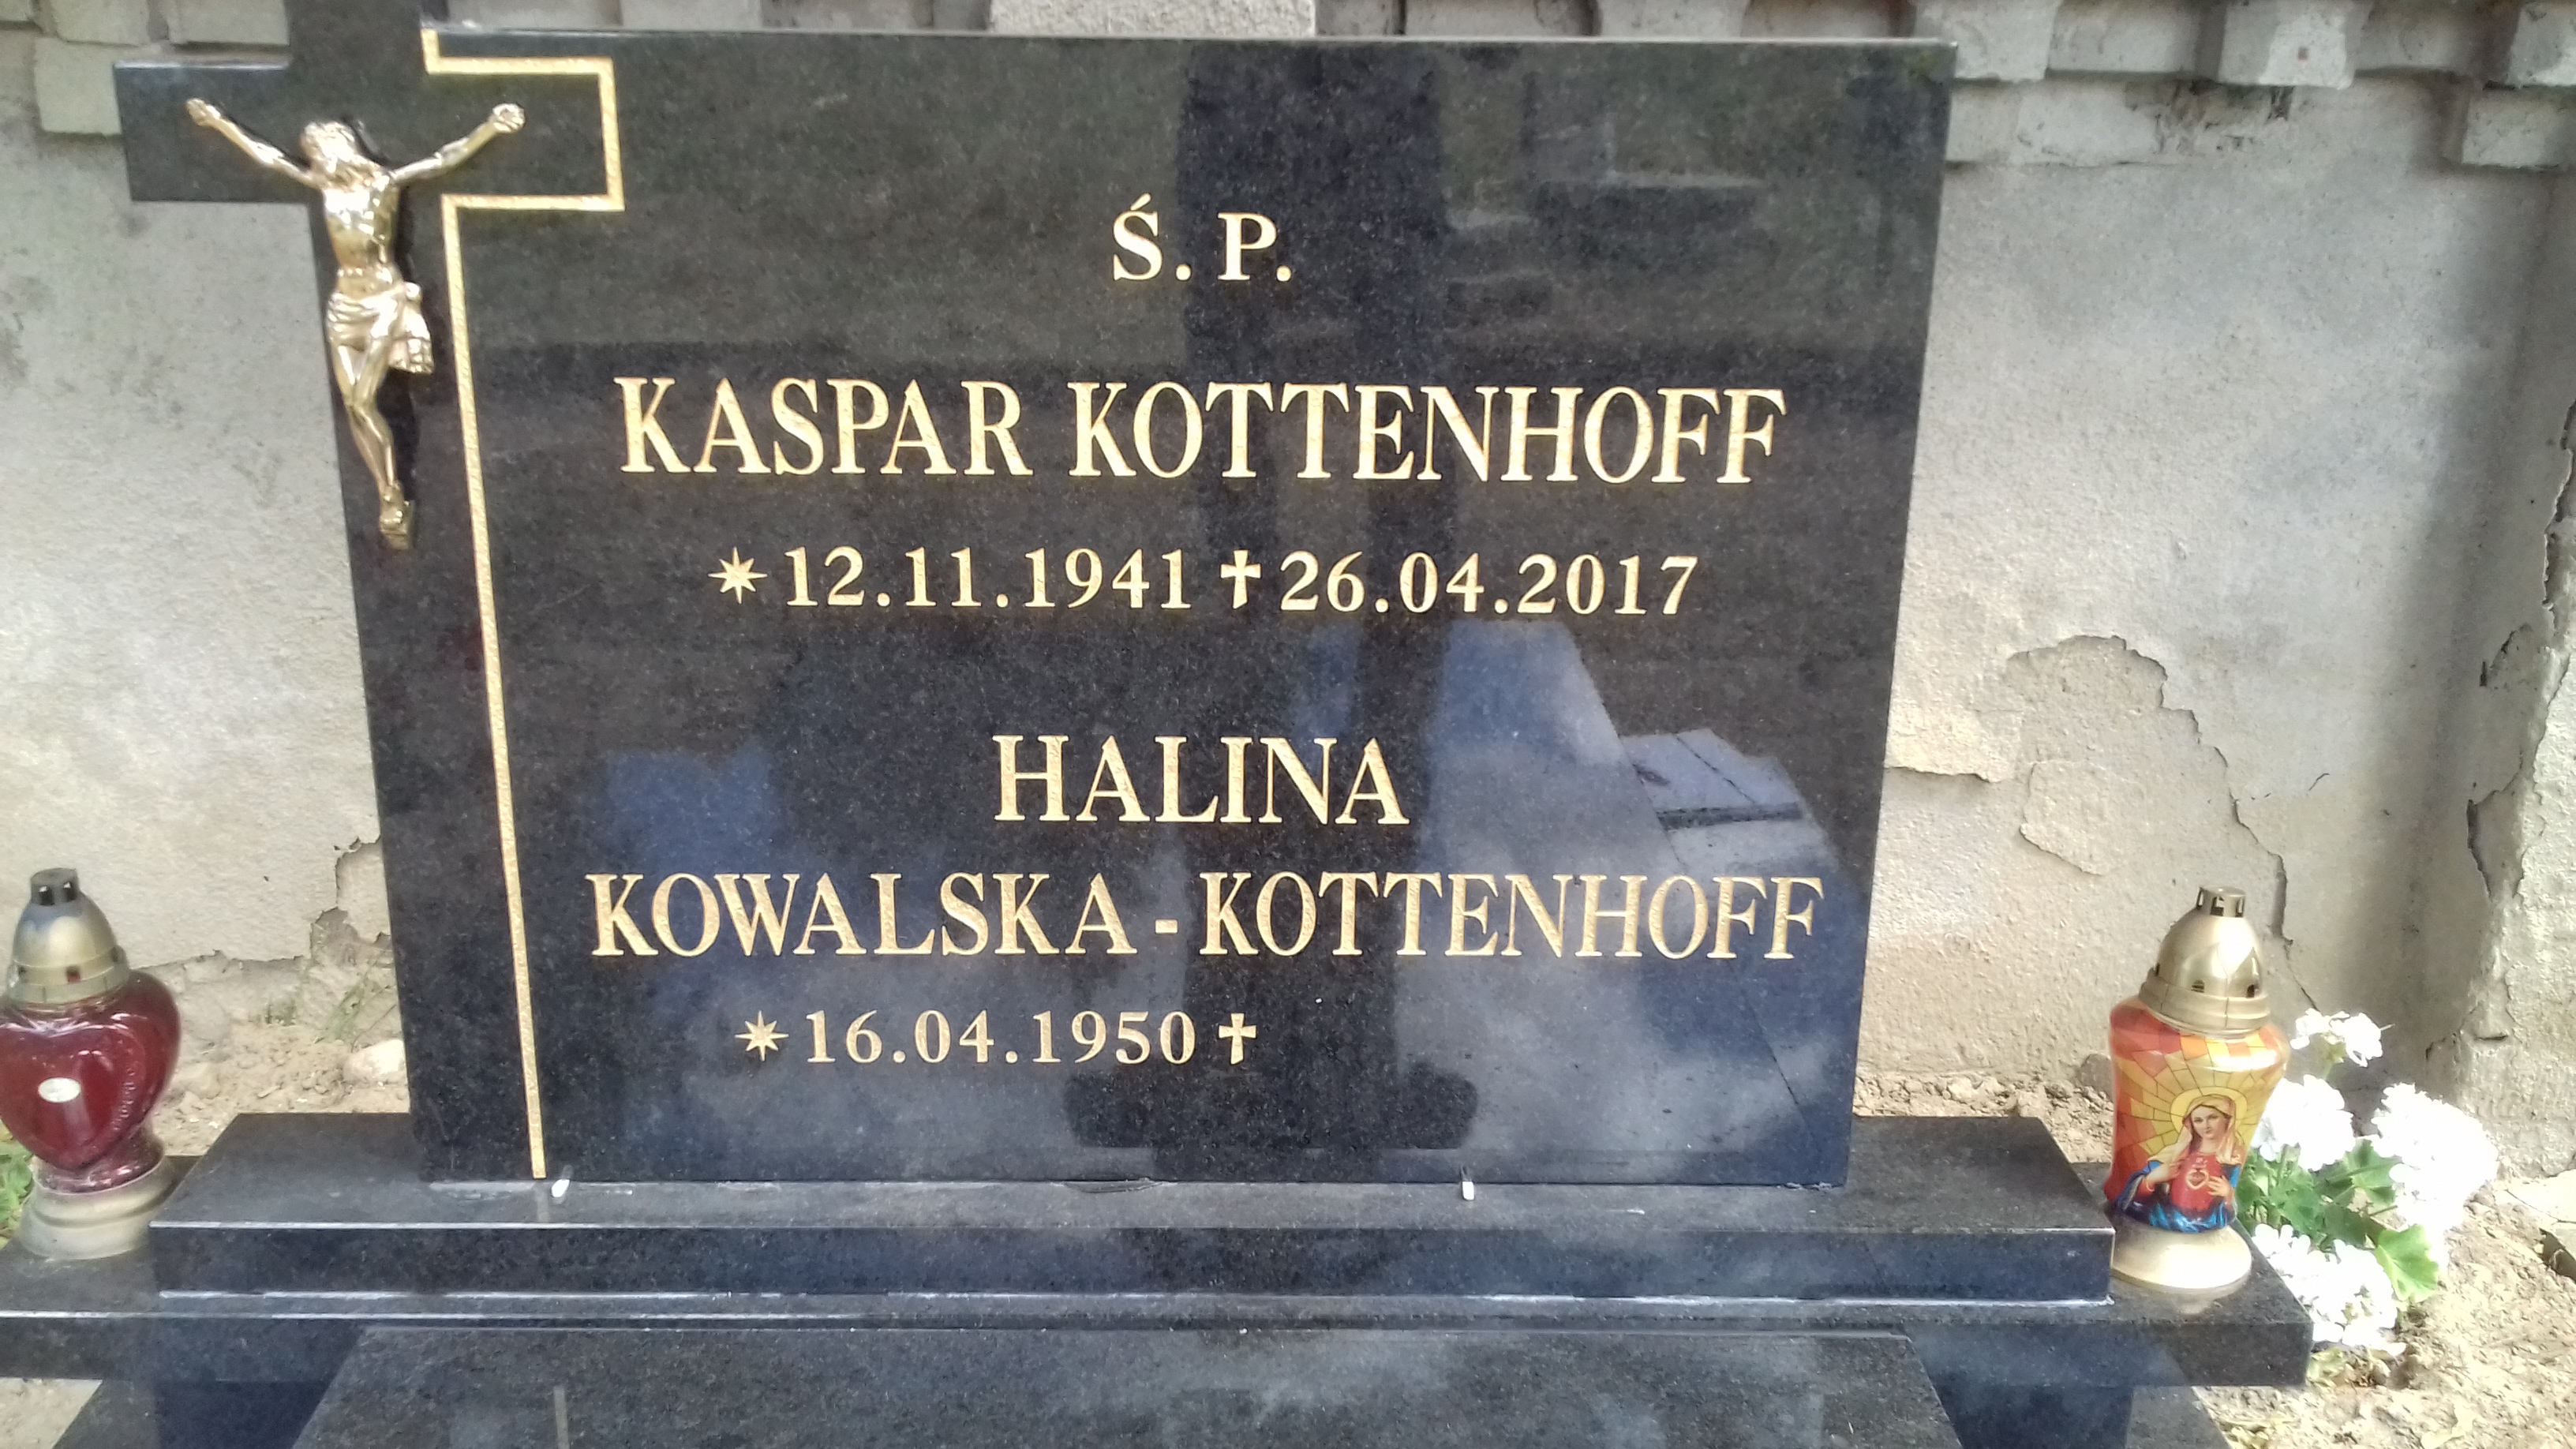 Ś. P.
KASPAR KOTTENHOFF
✴12.11.1941✝26.04.2017
HALINA
KOWALSKA-KOTTENHOFF
✴16.04.1950✝